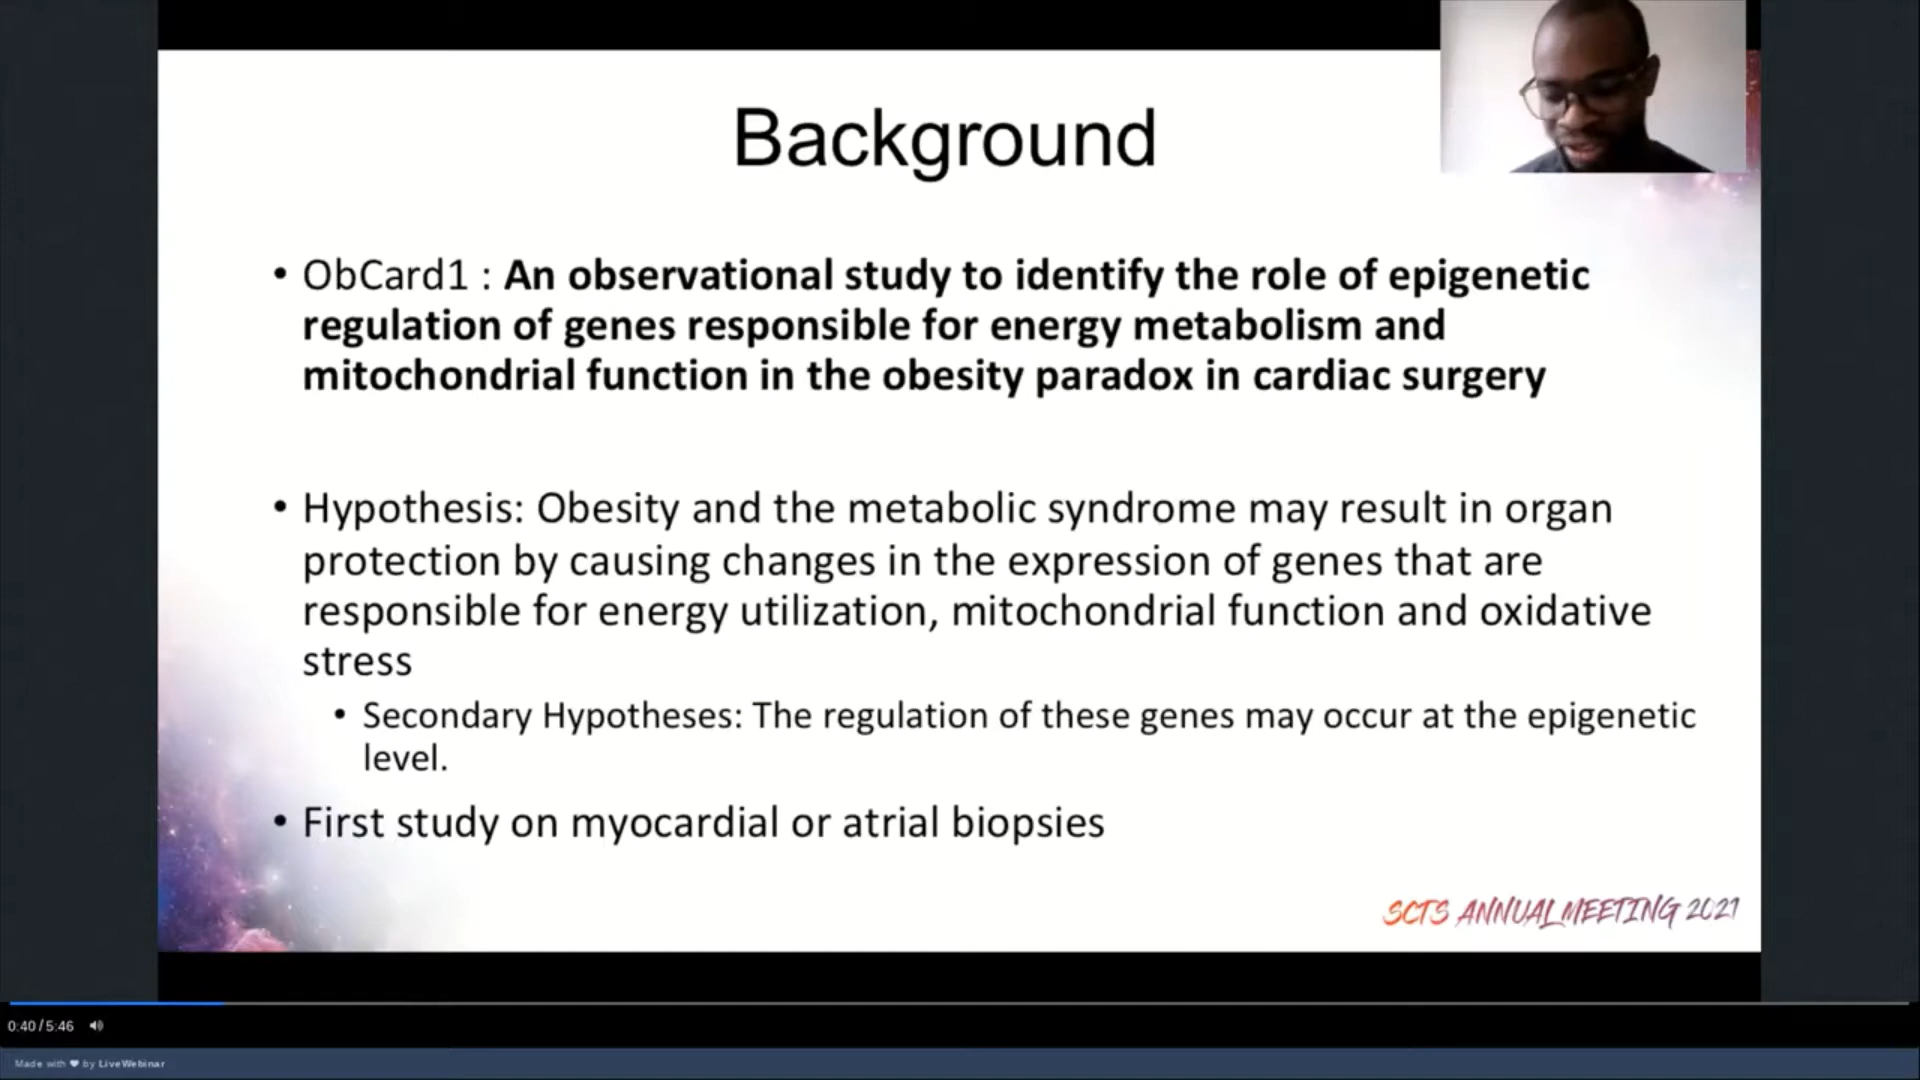 Background
• ObCard1 : An observational study to identify the role of epigenetic
regulation of genes responsible for energy metabolism and
mitochondrial function in the obesity paradox in cardiac surgery
• Hypothesis: Obesity and the metabolic syndrome may result in organ
protection by causing changes in the expression of genes that are
responsible for energy utilization, mitochondrial function and oxidative
stress
• Secondary Hypotheses: The regulation of these genes may occur at the epigenetic
level.
• First study on myocardial or atrial biopsies
SCTS ANNUAL MEETING 2021
0:40 / 5:46
Made with ❤ by LiveWebinar